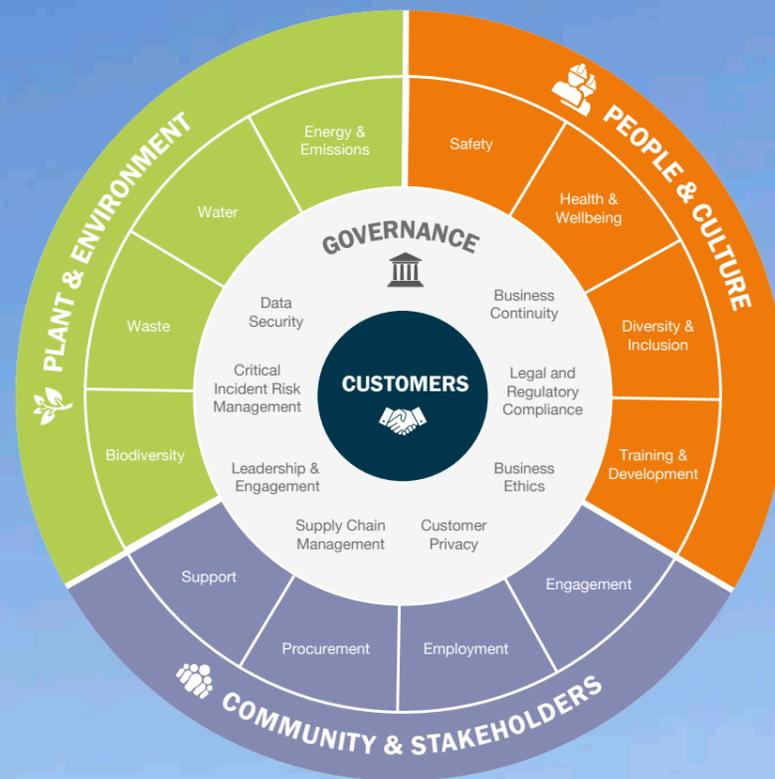 PLANT & ENVIRONMENT
Energy &
Emissions
Water
Waste
Biodiversity
PEOPLE & CULTURE
Safety
Health &
Wellbeing
Diversity &
Inclusion
Training &
Development
GOVERNANCE
Data
Security
Critical
Incident Risk
Management
Leadership &
Engagement
Supply Chain
Management
Business
Continuity
Legal and
Regulatory
Compliance
Business
Ethics
Customer
Privacy
CUSTOMERS
Support
Procurement
Employment
Engagement
COMMUNITY & STAKEHOLDERS